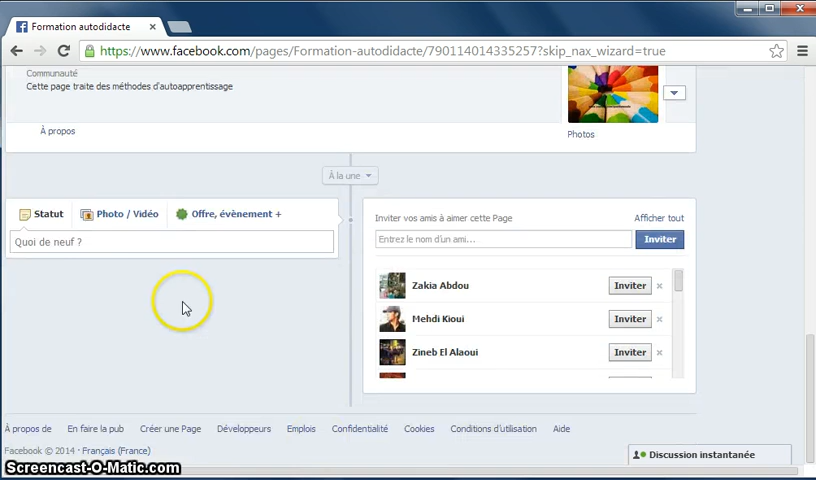 Formation autodidacte
https://www.facebook.com/pages/Formation-autodidacte/790114014335257?skip_nax_wizard=true
Communauté
Cette page traite des méthodes d'autoapprentissage
À propos
Photos
À la une
Statut
Photo / Vidéo
Offre, évènement +
Quoi de neuf ?
Inviter vos amis à aimer cette Page
Afficher tout
Entrez le nom d'un ami...
Inviter
Zakia Abdou
Inviter
Mehdi Kioui
Inviter
Zineb El Alaoui
Inviter
À propos de
En faire la pub
Créer une Page
Développeurs
Emplois
Confidentialité
Cookies
Conditions d'utilisation
Aide
Facebook © 2014 · Français (France)
Discussion instantanée
Screencast-O-Matic.com